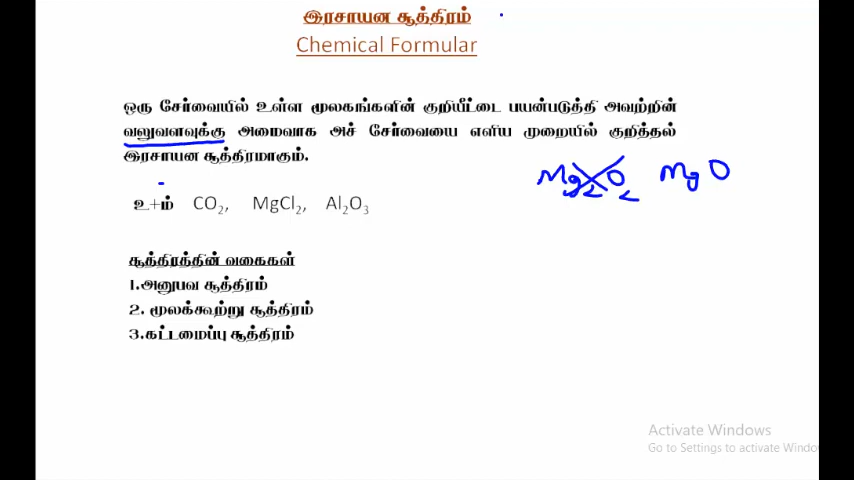 இரசாயன சூத்திரம்
Chemical Formular
ஒரு சேர்வையில் உள்ள மூலகங்களின் குறியீட்டை பயன்படுத்தி அவற்றின்
வலுவளவுக்கு அமைவாக அச் சேர்வையை எளிய முறையில் குறித்தல்
இரசாயன சூத்திரமாகும்.
Mg O MgO
உ+ம் CO₂, MgCl₂, Al₂O₃
சூத்திரத்தின் வகைகள்
1.அனுபவ சூத்திரம்
2. மூலக்கூற்று சூத்திரம்
3.கட்டமைப்பு சூத்திரம்
Activate Windows
Go to Settings to activate Windo